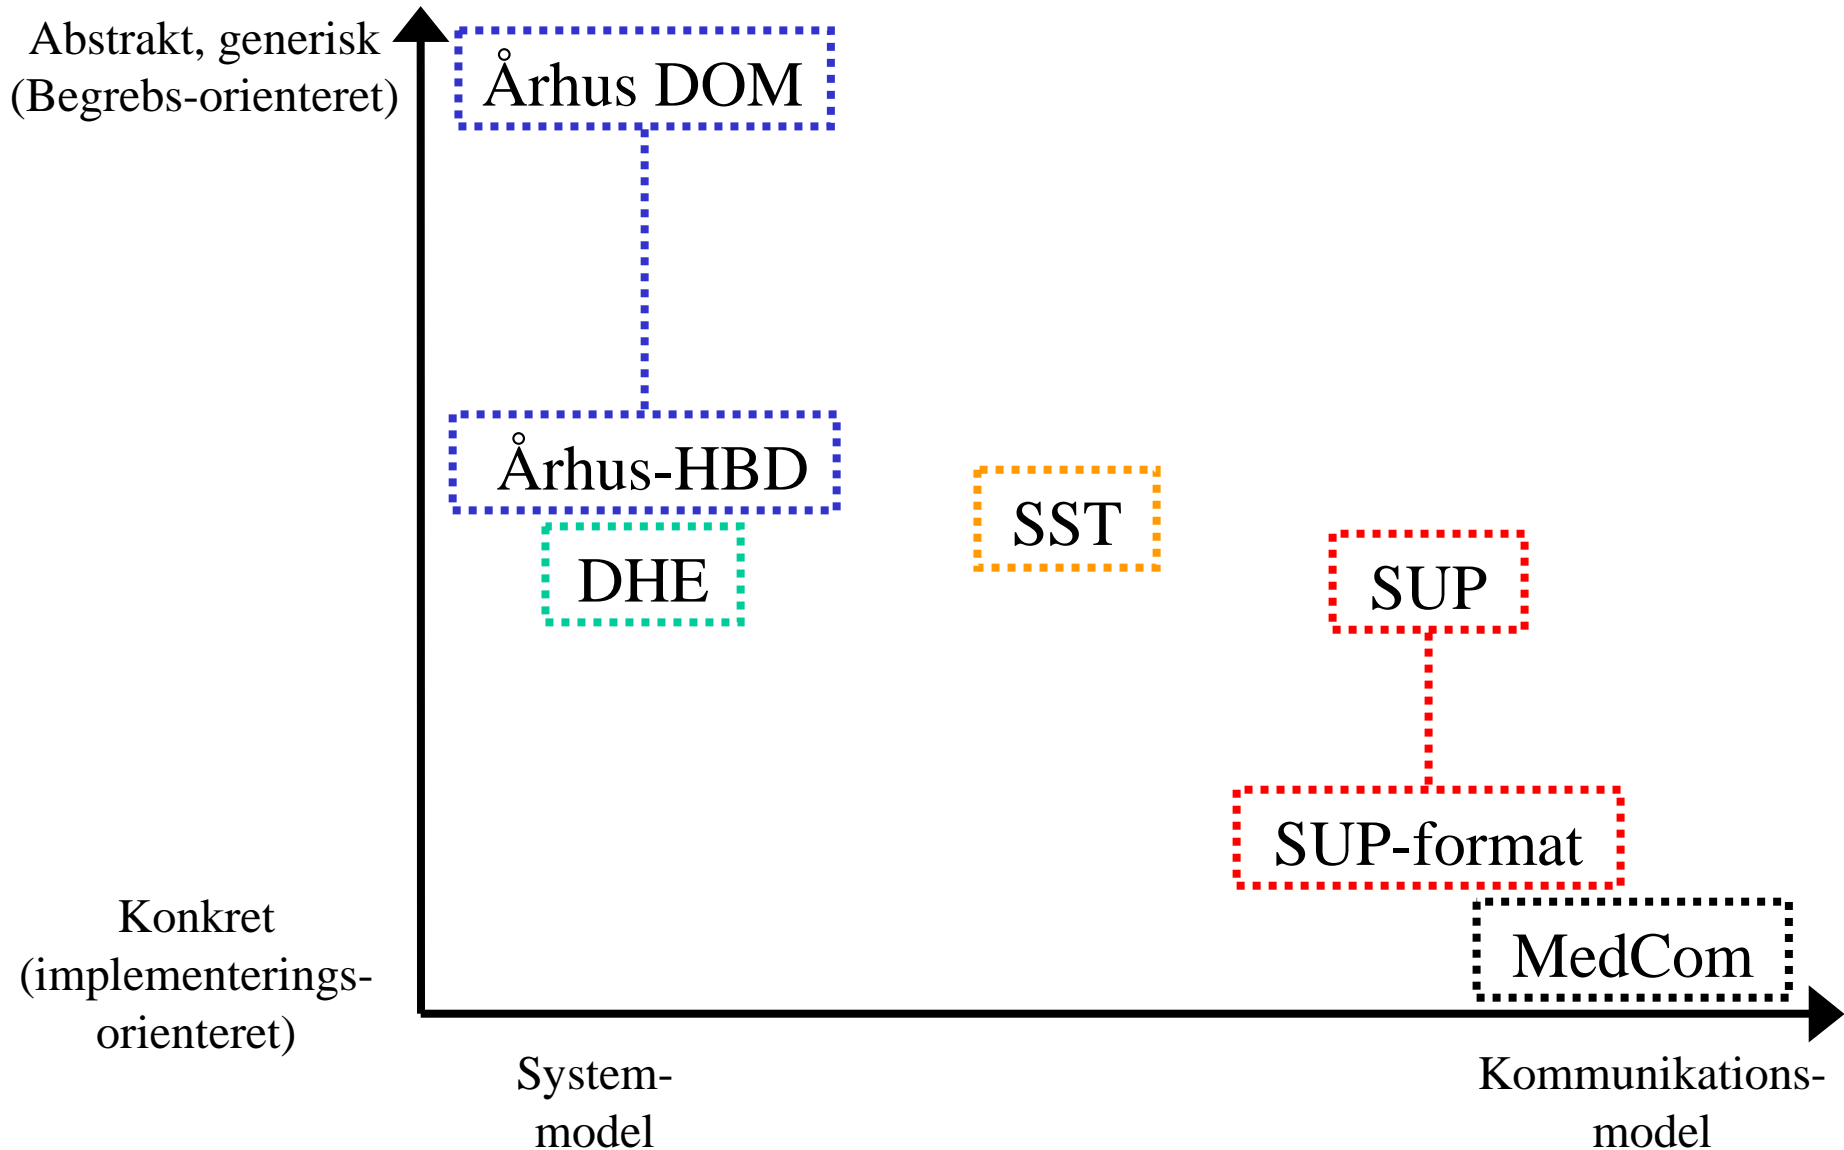 Abstrakt, generisk
(Begrebs-orienteret)
Århus DOM
Århus-HBD
DHE
SST
SUP
SUP-format
MedCom
Konkret
(implementerings-
orienteret)
System-
model
Kommunikations-
model